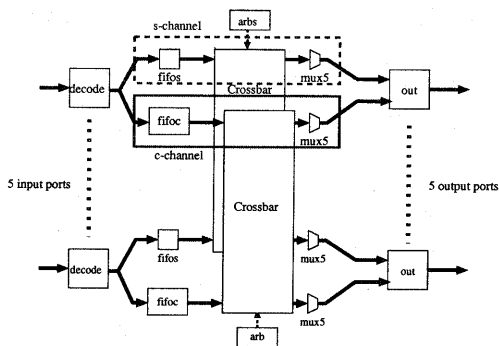 s-channel
arbs
decode
fifos
Crossbar
mux5
out
fifoc
mux5
c-channel
5 input ports
5 output ports
Crossbar
decode
fifos
mux5
out
fifoc
mux5
arb